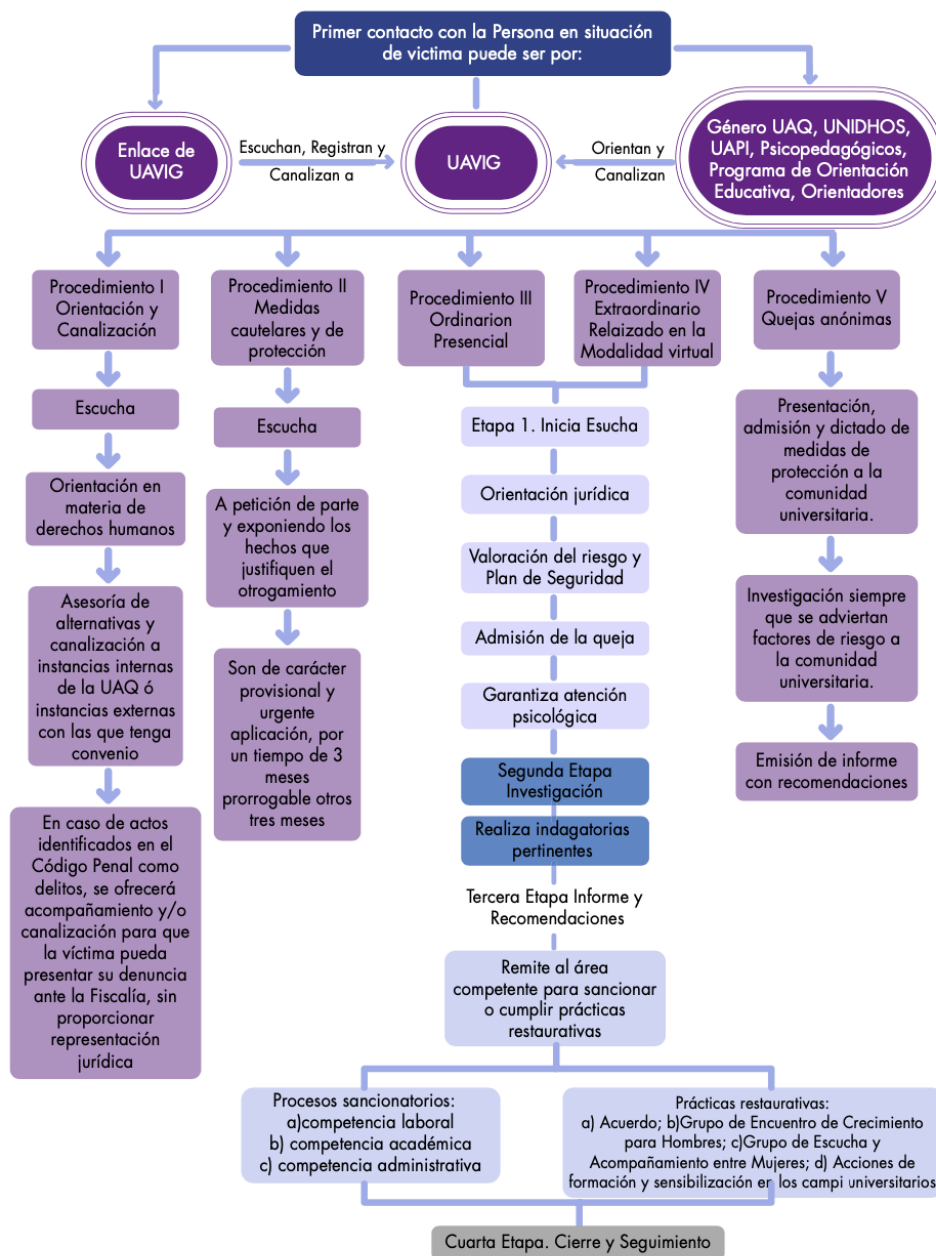 Primer contacto con la Persona en situación
de victima puede ser por:
Enlace de
UAVIG
Escuchan, Registran y
Canalizan a
UAVIG
Orientan y
Canalizan
Género UAQ, UNIDHOS,
UAPI, Psicopedagógicos,
Programa de Orientación
Educativa, Orientadores
Procedimiento I
Orientación y
Canalización
Escucha
Orientación en
materia de
derechos humanos
Asesoría de
alternativas y
canalización a
instancias internas
de la UAQ ó
instancias externas
con las que tenga
convenio
En caso de actos
identificados en el
Código Penal como
delitos, se ofrecerá
acompañamiento y/o
canalización para que
la víctima pueda
presentar su denuncia
ante la Fiscalía, sin
proporcionar
representación
jurídica
Procedimiento II
Medidas
cautelares y de
protección
Escucha
A petición de parte
y exponiendo los
hechos que
justifiquen el
otrogamiento
Son de carácter
provisional y
urgente
aplicación, por
un tiempo de 3
meses
prorrogable otros
tres meses
Procedimiento III
Ordinarion
Presencial
Procedimiento IV
Extraordinario
Relaizado en la
Modalidad virtual
Etapa 1. Inicia Esucha
Orientación jurídica
Valoración del riesgo y
Plan de Seguridad
Admisión de la queja
Garantiza atención
psicológica
Segunda Etapa
Investigación
Realiza indagatorias
pertinentes
Tercera Etapa Informe y
Recomendaciones
Remite al área
competente para sancionar
o cumplir prácticas
restaurativas
Procesos sancionatorios:
a)competencia laboral
b) competencia académica
c) competencia administrativa
Prácticas restaurativas:
a) Acuerdo; b)Grupo de Encuentro de Crecimiento
para Hombres; c)Grupo de Escucha y
Acompañamiento entre Mujeres; d) Acciones de
formación y sensibilización en los campi universitarios
Cuarta Etapa. Cierre y Seguimiento
Procedimiento V
Quejas anónimas
Presentación,
admisión y dictado de
medidas de
protección a la
comunidad
universitaria.
Investigación siempre
que se adviertan
factores de riesgo a
la comunidad
universitaria.
Emisión de informe
con recomendaciones